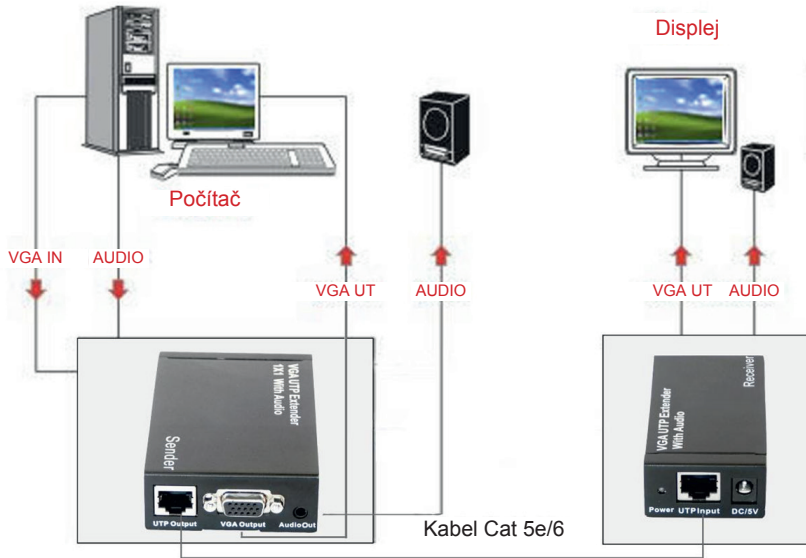 Displej
Počítač
VGA IN
AUDIO
VGA UT
AUDIO
VGA UT
AUDIO
VGA UTP Extender
1X1 With Audio
Sender
UTP Output
VGA Output
AudioOut
Receiver
VGA UTP Extender
With Audio
Power
UTP Input
DC/5V
Kabel Cat 5e/6